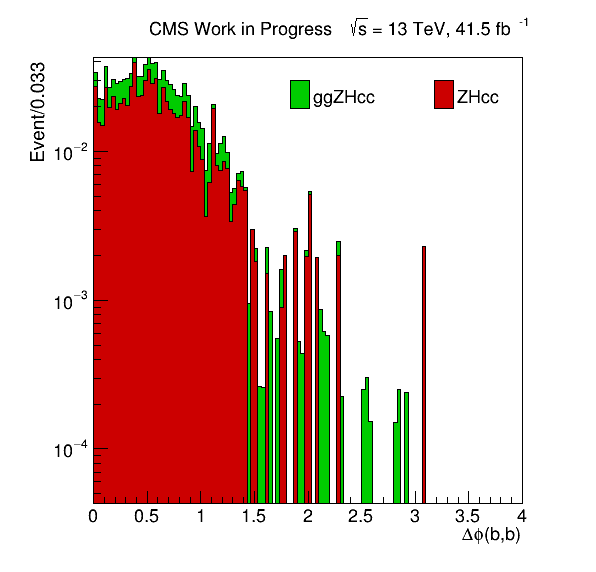 CMS Work in Progress √s = 13 TeV, 41.5 fb⁻¹
Event/0.033
ggZHcc ZHcc
10⁻²
10⁻³
10⁻⁴
0 0.5 1 1.5 2 2.5 3 3.5 4
Δϕ(b,b)